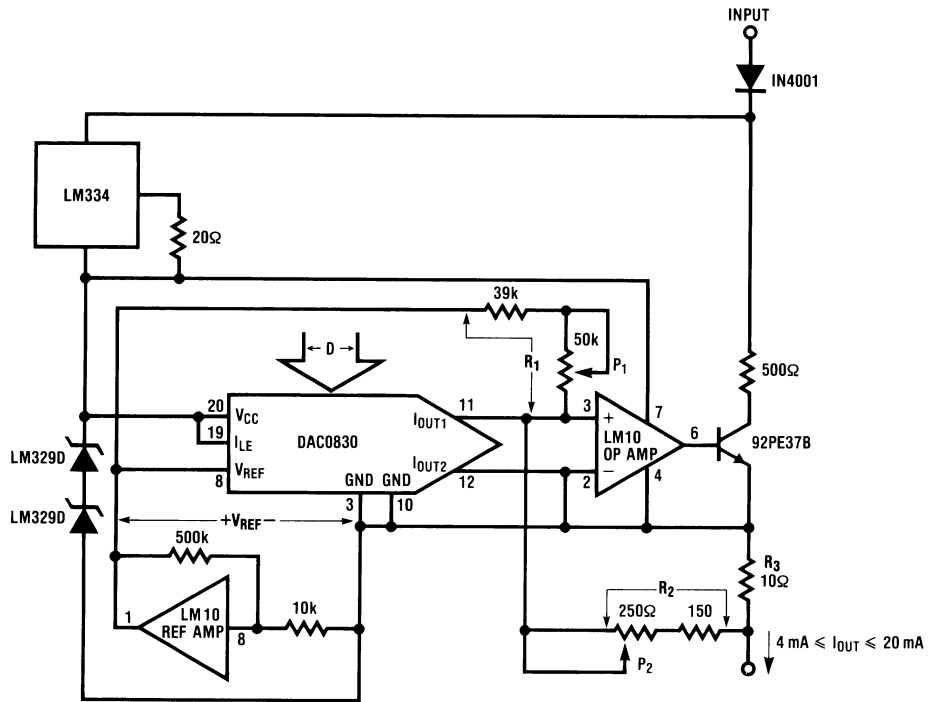 INPUT
IN4001
LM334
20Ω
39k
50k
P1
R1
500Ω
← D →
20
VCC
19
ILE
8
VREF
DAC0830
IOUT1
11
IOUT2
12
GND GND
3
10
3
+
LM10
OP AMP
−
2
7
6
4
92PE37B
LM329D
LM329D
+VREF−
500k
1
LM10
REF AMP
8
10k
R3
10Ω
R2
250Ω
150
P2
4 mA ≤ IOUT ≤ 20 mA